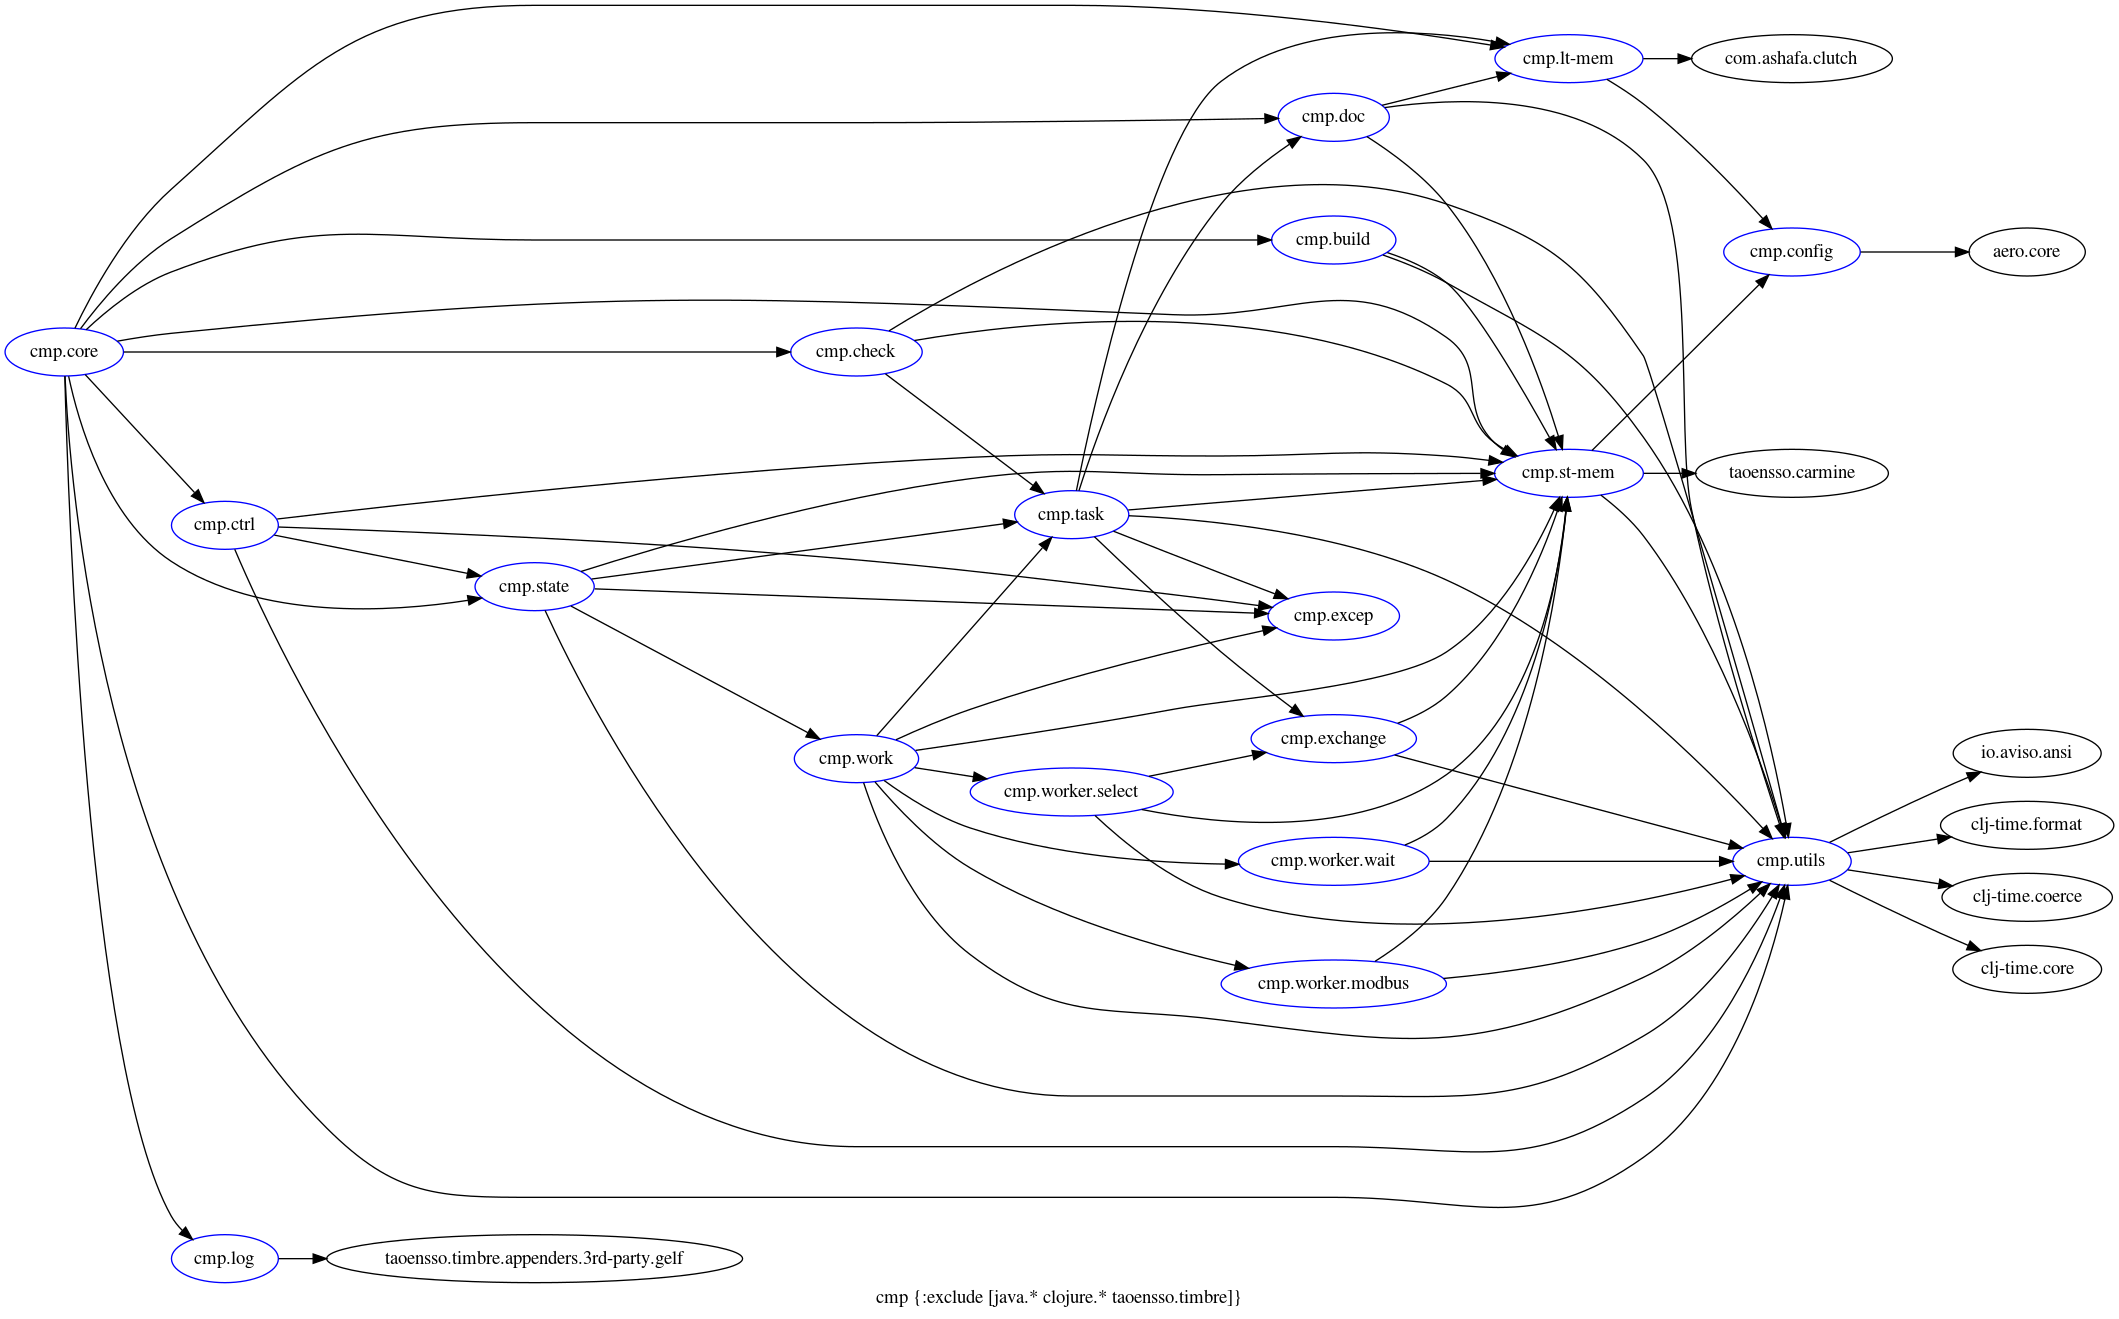 cmp.lt-mem
com.ashafa.clutch
cmp.doc
cmp.build
cmp.config
aero.core
cmp.core
cmp.check
cmp.st-mem
taoensso.carmine
cmp.ctrl
cmp.task
cmp.state
cmp.excep
cmp.exchange
cmp.work
cmp.worker.select
cmp.worker.wait
cmp.worker.modbus
cmp.utils
io.aviso.ansi
clj-time.format
clj-time.coerce
clj-time.core
cmp.log
taoensso.timbre.appenders.3rd-party.gelf
cmp {:exclude [java.* clojure.* taoensso.timbre]}